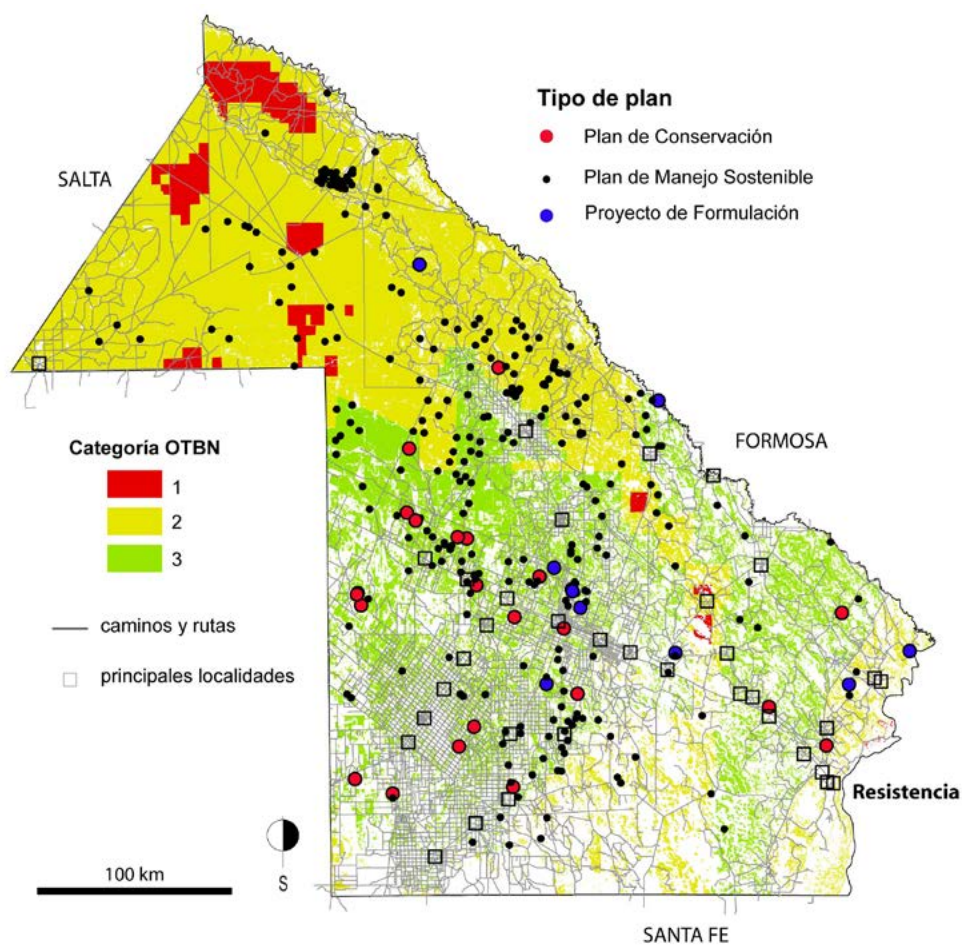 Tipo de plan
Plan de Conservación
Plan de Manejo Sostenible
Proyecto de Formulación
SALTA
FORMOSA
Categoría OTBN
1
2
3
caminos y rutas
principales localidades
Resistencia
S
100 km
SANTA FE